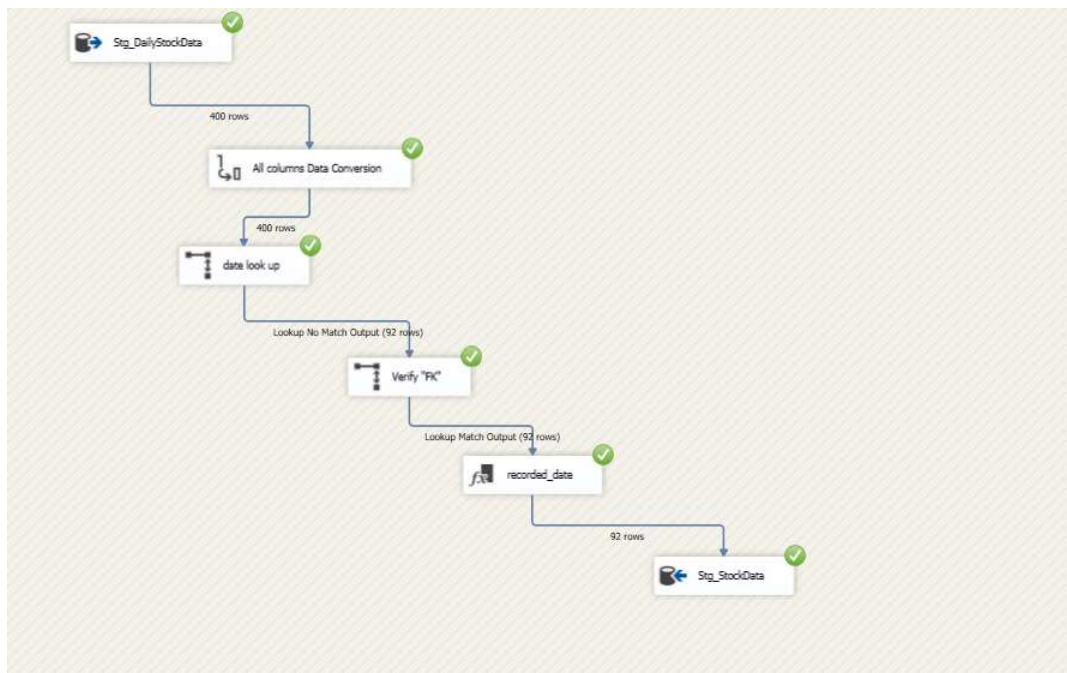 Stg_DailyStockData
400 rows
All columns Data Conversion
400 rows
date look up
Lookup No Match Output (92 rows)
Verify "FK"
Lookup Match Output (92 rows)
fx recorded_date
92 rows
Stg_StockData